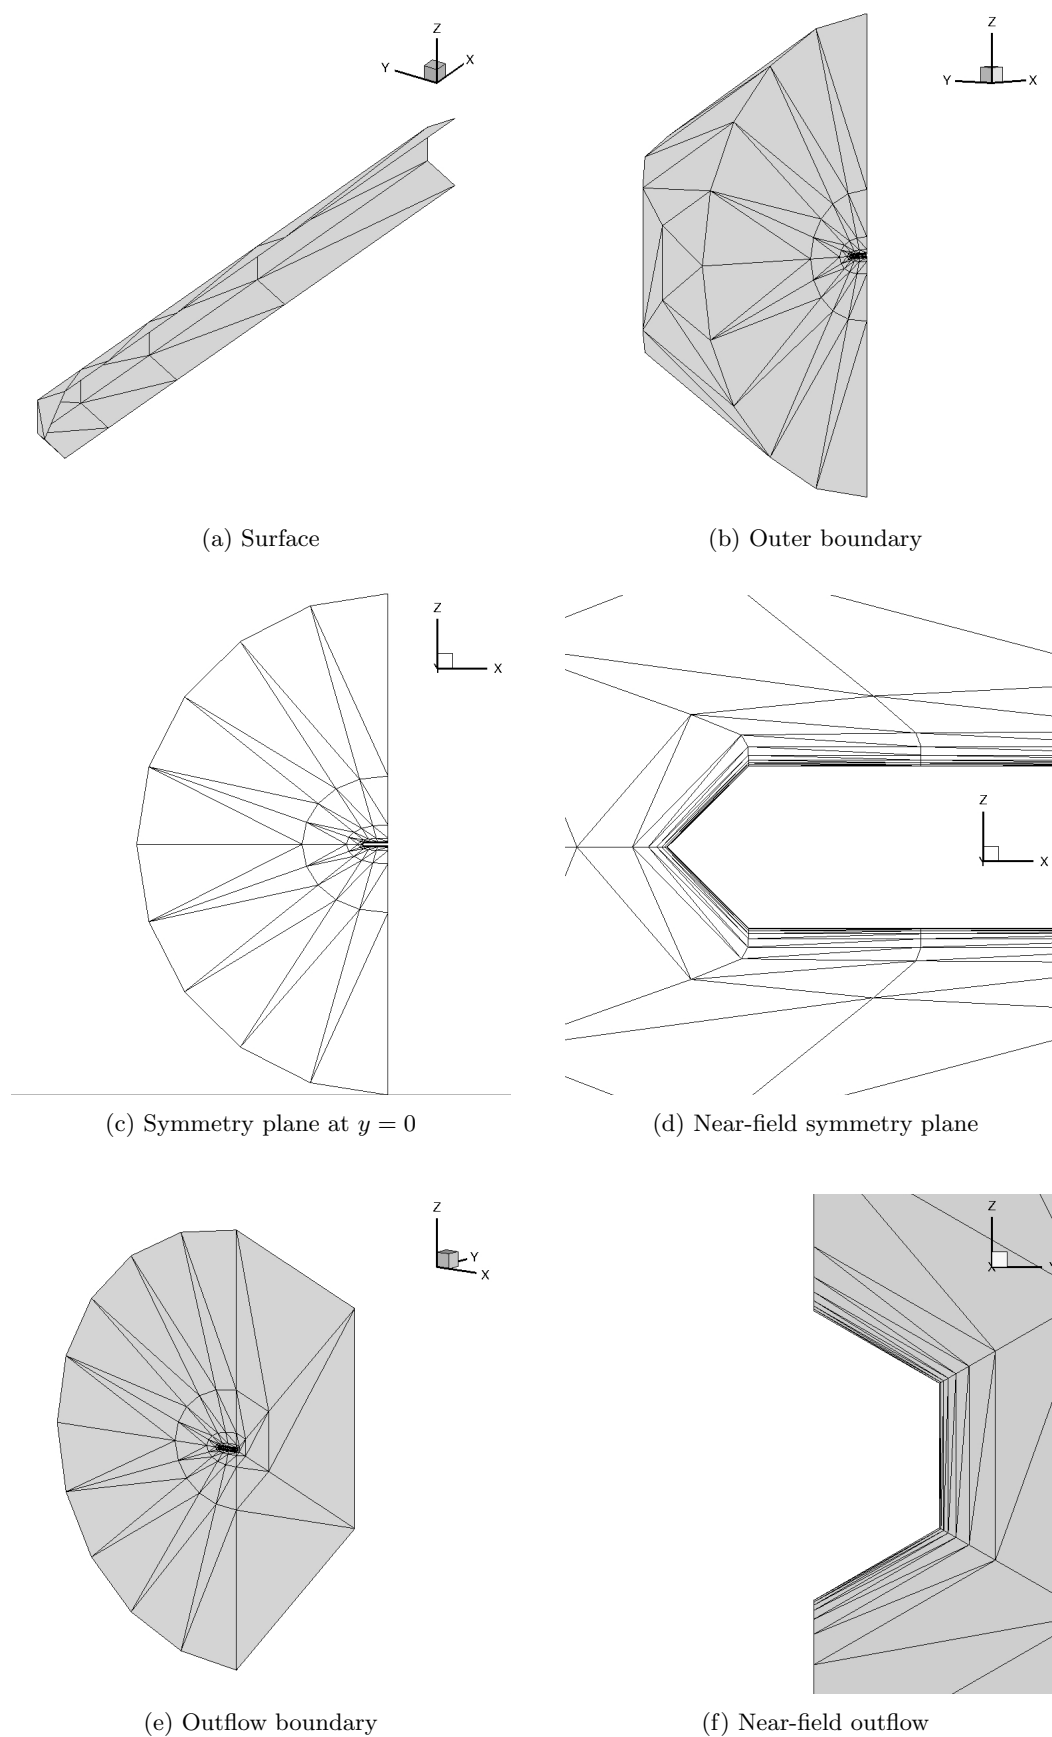 Z
Y X
Z
Y X
(a) Surface
(b) Outer boundary
Z
X
Z
X
(c) Symmetry plane at y = 0
(d) Near-field symmetry plane
Z
Y
X
Z
X
(e) Outflow boundary
(f) Near-field outflow